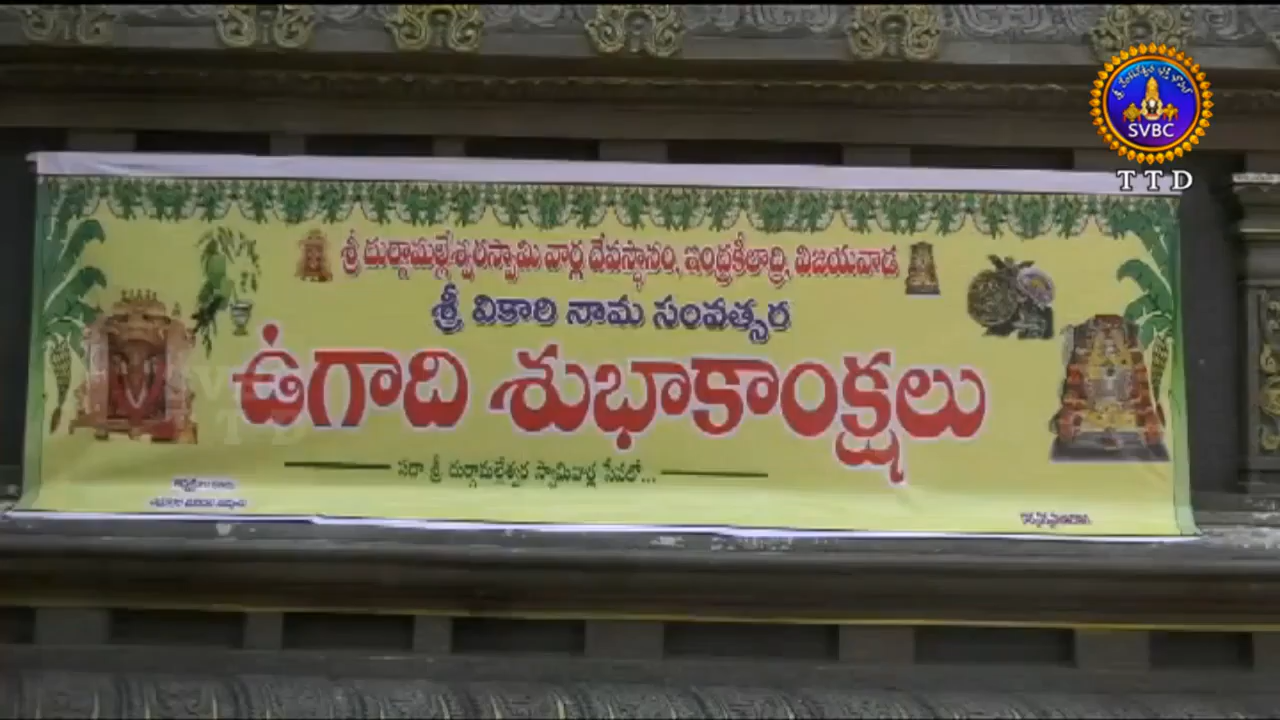 శ్రీ దుర్గామల్లేశ్వరస్వామి వార్ల దేవస్థానం, ఇంద్రకీలాద్రి, విజయవాడ
శ్రీ వికారి నామ సంవత్సర
ఉగాది శుభాకాంక్షలు
సదా శ్రీ దుర్గామల్లేశ్వర స్వామివార్ల సేవలో...
SVBC
TTD